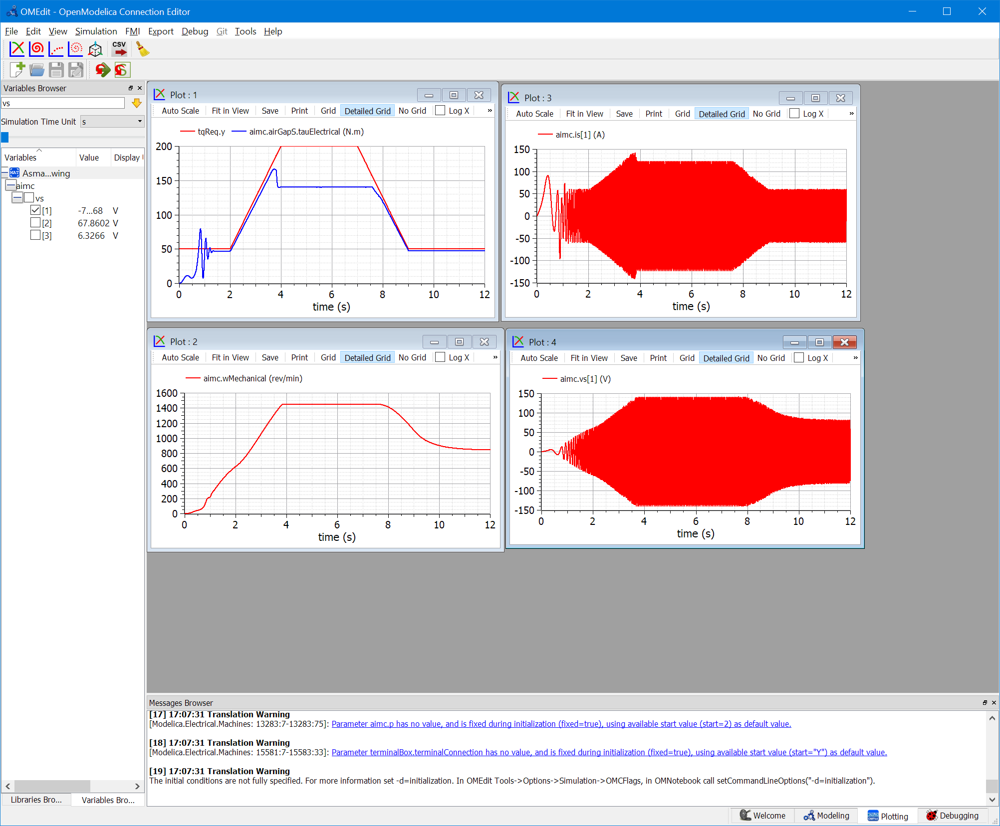 OMEdit - OpenModelica Connection Editor
File Edit View Simulation FMI Export Debug Git Tools Help
CSV
Variables Browser
vs
Simulation Time Unit s
Variables Value Display
MAT Asma...wing
aimc
vs
[1] -7...68 V
[2] 67.8602 V
[3] 6.3266 V
Libraries Bro... Variables Bro...
Plot : 1
Auto Scale Fit in View Save Print Grid Detailed Grid No Grid Log X »
tqReq.y aimc.airGapS.tauElectrical (N.m)
200
150
100
50
0
0 2 4 6 8 10 12
time (s)
Plot : 3
Auto Scale Fit in View Save Print Grid Detailed Grid No Grid Log X »
aimc.is[1] (A)
150
100
50
0
-50
-100
-150
0 2 4 6 8 10 12
time (s)
Plot : 2
Auto Scale Fit in View Save Print Grid Detailed Grid No Grid Log X »
aimc.wMechanical (rev/min)
1600
1400
1200
1000
800
600
400
200
0
0 2 4 6 8 10 12
time (s)
Plot : 4
Auto Scale Fit in View Save Print Grid Detailed Grid No Grid Log X »
aimc.vs[1] (V)
150
100
50
0
-50
-100
-150
0 2 4 6 8 10 12
time (s)
Messages Browser
[17] 17:07:31 Translation Warning
[Modelica.Electrical.Machines: 13283:7-13283:75]: Parameter aimc.p has no value, and is fixed during initialization (fixed=true), using available start value (start=2) as default value.
[18] 17:07:31 Translation Warning
[Modelica.Electrical.Machines: 15581:7-15583:33]: Parameter terminalBox.terminalConnection has no value, and is fixed during initialization (fixed=true), using available start value (start="Y") as default value.
[19] 17:07:31 Translation Warning
The initial conditions are not fully specified. For more information set -d=initialization. In OMEdit Tools->Options->Simulation->OMCFlags, in OMNotebook call setCommandLineOptions("-d=initialization").
Welcome Modeling OMPlot Plotting Debugging